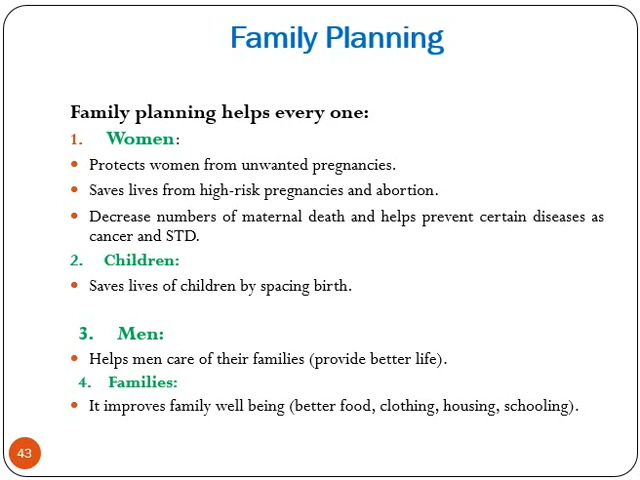 Family Planning
Family planning helps every one:
1. Women:
• Protects women from unwanted pregnancies.
• Saves lives from high-risk pregnancies and abortion.
• Decrease numbers of maternal death and helps prevent certain diseases as
cancer and STD.
2. Children:
• Saves lives of children by spacing birth.
3. Men:
• Helps men care of their families (provide better life).
4. Families:
• It improves family well being (better food, clothing, housing, schooling).
43